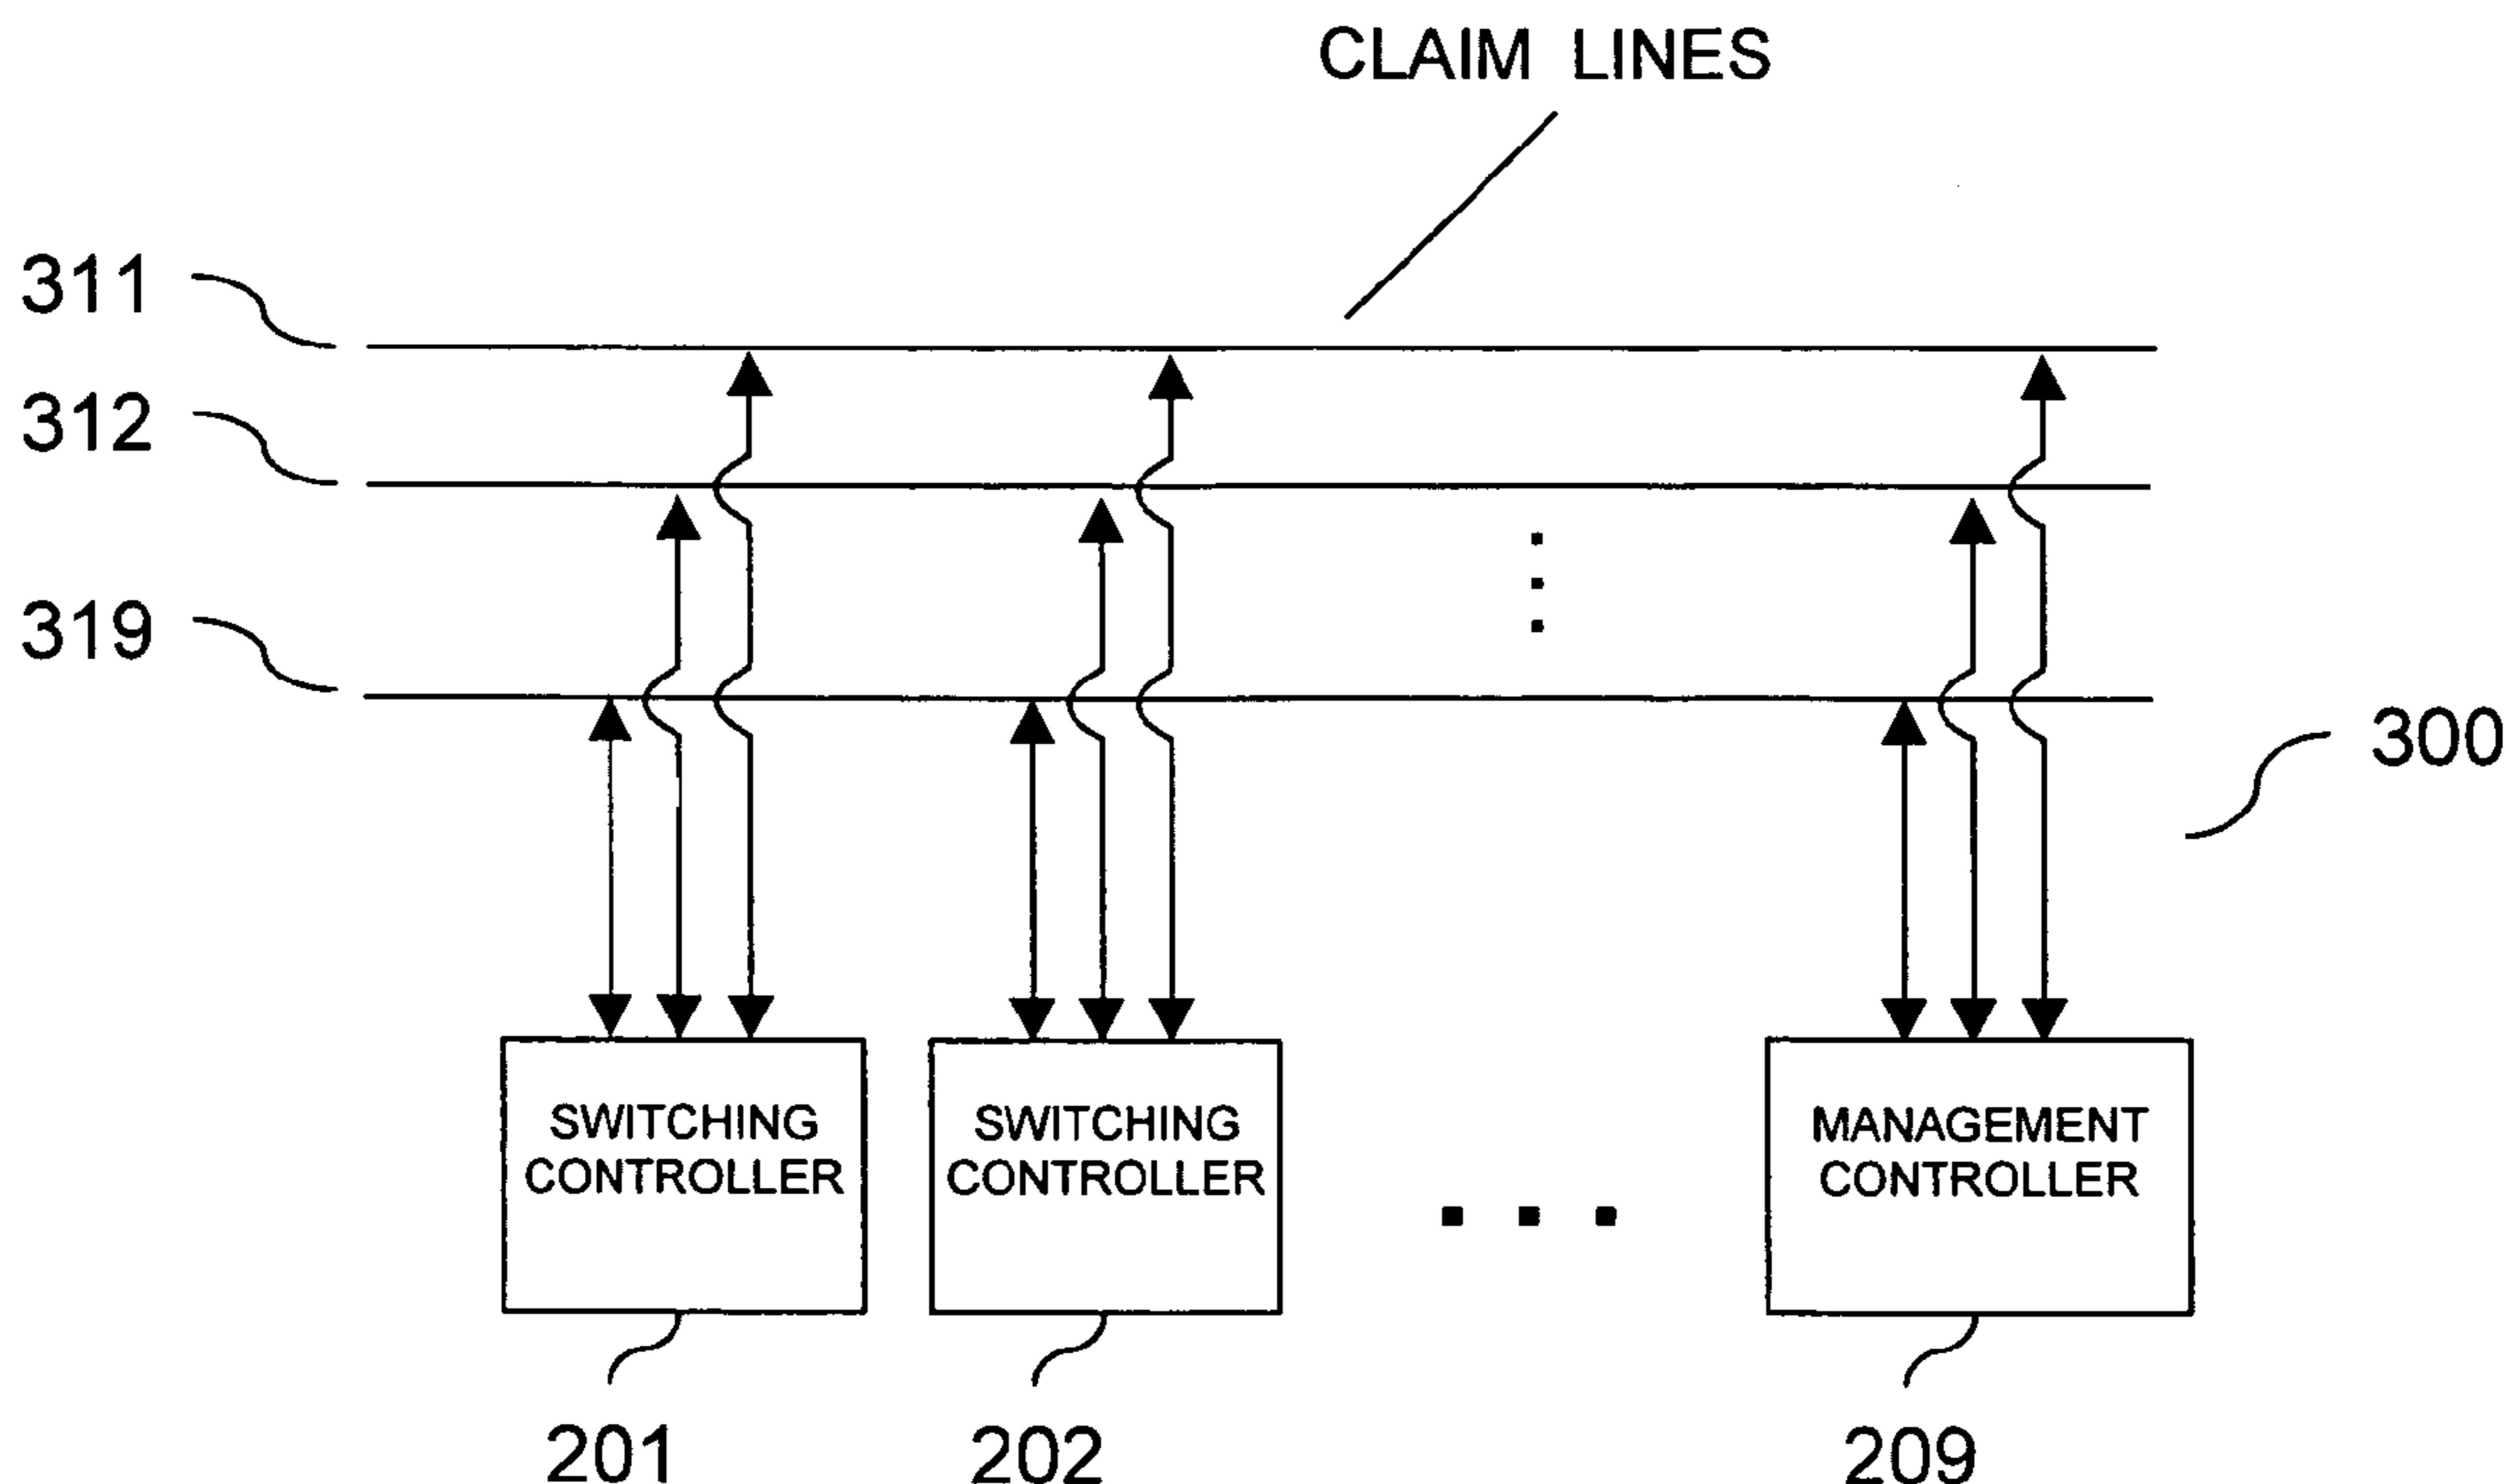 CLAIM LINES
311
312
319
300
SWITCHING
CONTROLLER
SWITCHING
CONTROLLER
MANAGEMENT
CONTROLLER
201
202
209